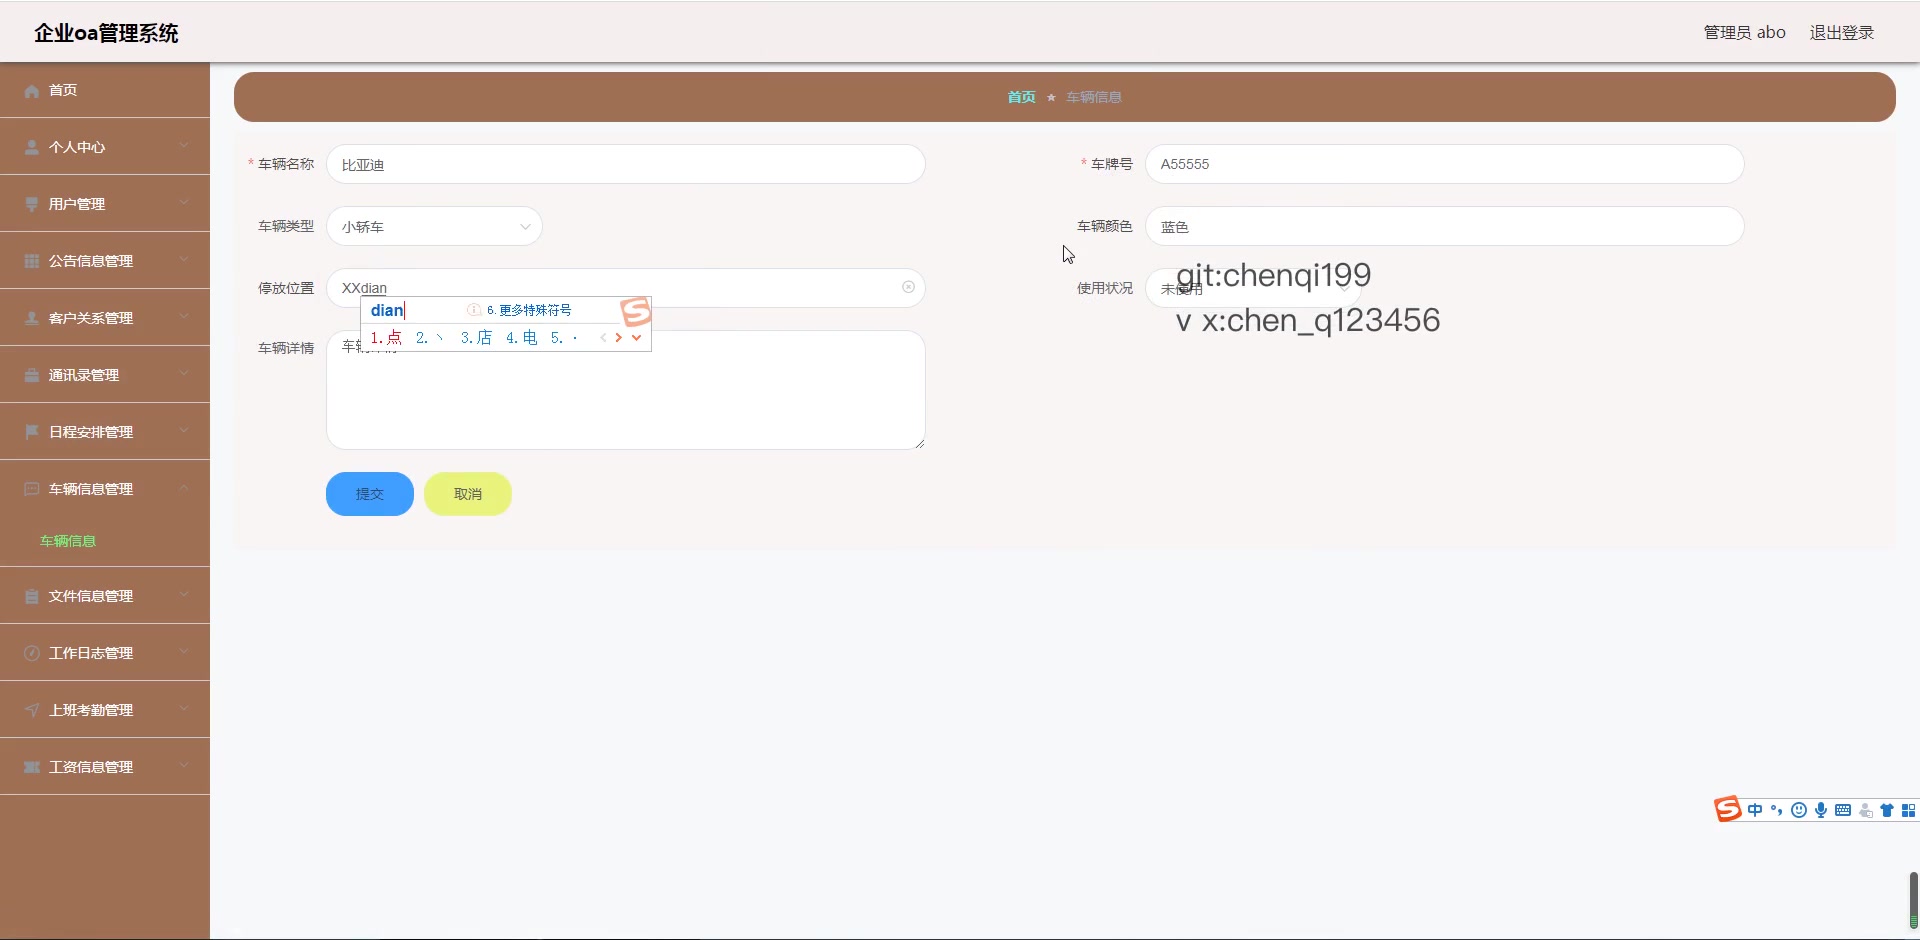 企业oa管理系统
管理员 abo 退出登录
首页
个人中心
用户管理
公告信息管理
客户关系管理
通讯录管理
日程安排管理
车辆信息管理
车辆信息
文件信息管理
工作日志管理
上班考勤管理
工资信息管理
首页 ★ 车辆信息
* 车辆名称 比亚迪
* 车牌号 A55555
车辆类型 小轿车
车辆颜色 蓝色
停放位置 XXdian
使用状况 未使用
dian 6.更多特殊符号
1.点 2.丶 3.店 4.电 5.·
车辆详情
提交 取消
git:chenqi199
v x:chen_q123456
中